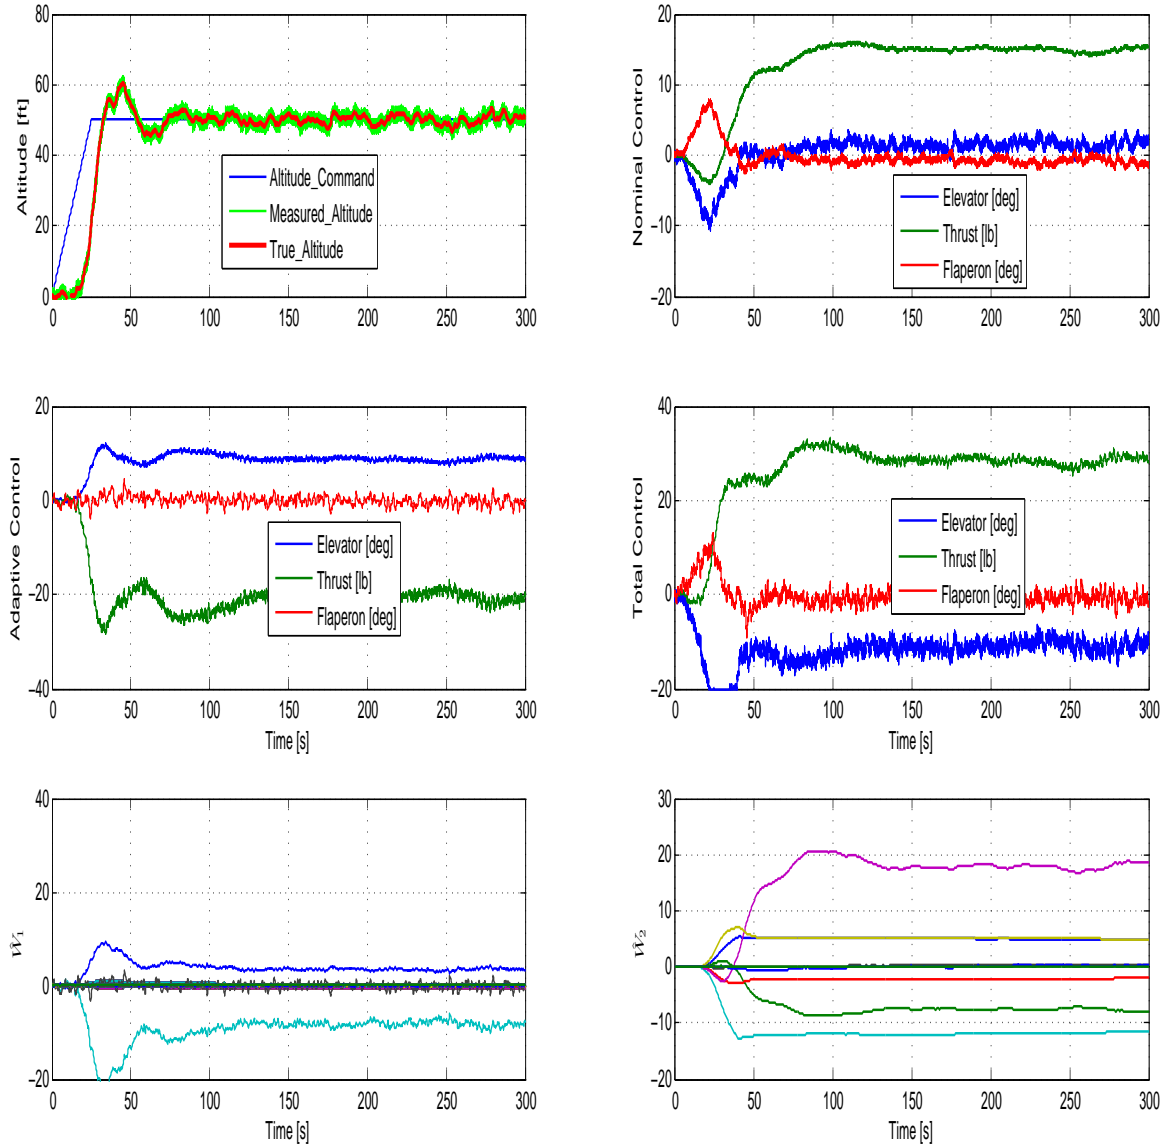 80
60
40
20
0
Altitude [ft]
Altitude_Command
Measured_Altitude
True_Altitude
0 50 100 150 200 250 300
20
10
0
−10
−20
Nominal Control
Elevator [deg]
Thrust [lb]
Flaperon [deg]
0 50 100 150 200 250 300
20
0
−20
−40
Adaptive Control
Elevator [deg]
Thrust [lb]
Flaperon [deg]
0 50 100 150 200 250 300
Time [s]
40
20
0
−20
Total Control
Elevator [deg]
Thrust [lb]
Flaperon [deg]
0 50 100 150 200 250 300
Time [s]
40
20
0
−20
Ŵ₁
0 50 100 150 200 250 300
Time [s]
30
20
10
0
−10
−20
Ŵ₂
0 50 100 150 200 250 300
Time [s]